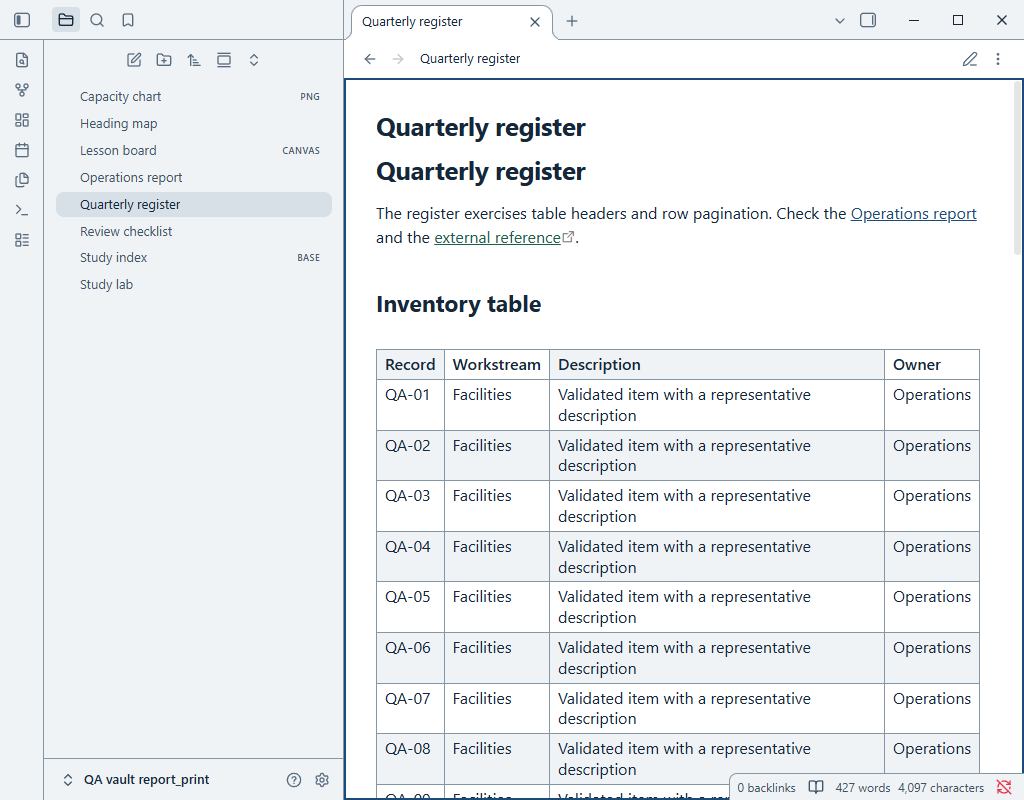 Quarterly register
Quarterly register
Capacity chart PNG
Heading map
Lesson board CANVAS
Operations report
Quarterly register
Review checklist
Study index BASE
Study lab
QA vault report_print
Quarterly register
Quarterly register
The register exercises table headers and row pagination. Check the Operations report
and the external reference.
Inventory table
Record Workstream Description Owner
QA-01 Facilities Validated item with a representative Operations
description
QA-02 Facilities Validated item with a representative Operations
description
QA-03 Facilities Validated item with a representative Operations
description
QA-04 Facilities Validated item with a representative Operations
description
QA-05 Facilities Validated item with a representative Operations
description
QA-06 Facilities Validated item with a representative Operations
description
QA-07 Facilities Validated item with a representative Operations
description
QA-08 Facilities Validated item with a representative Operations
description
0 backlinks 427 words 4,097 characters